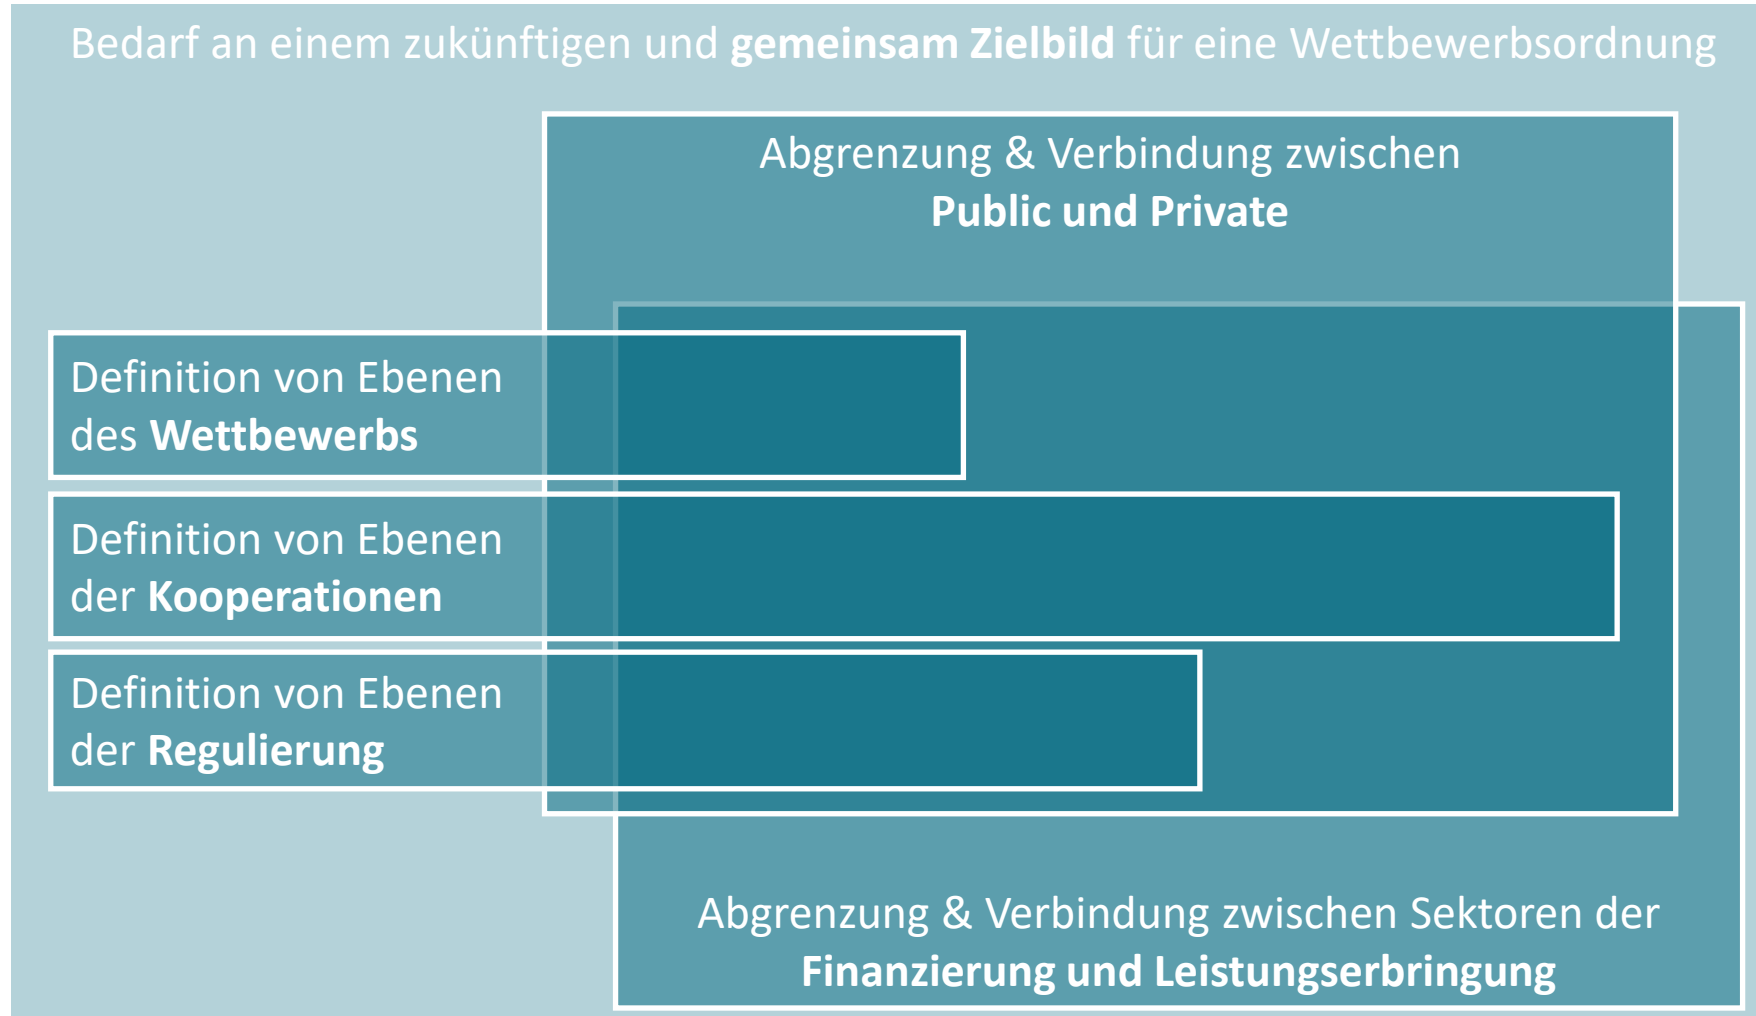 Bedarf an einem zukünftigen und gemeinsam Zielbild für eine Wettbewerbsordnung
Abgrenzung & Verbindung zwischen
Public und Private
Definition von Ebenen
des Wettbewerbs
Definition von Ebenen
der Kooperationen
Definition von Ebenen
der Regulierung
Abgrenzung & Verbindung zwischen Sektoren der
Finanzierung und Leistungserbringung